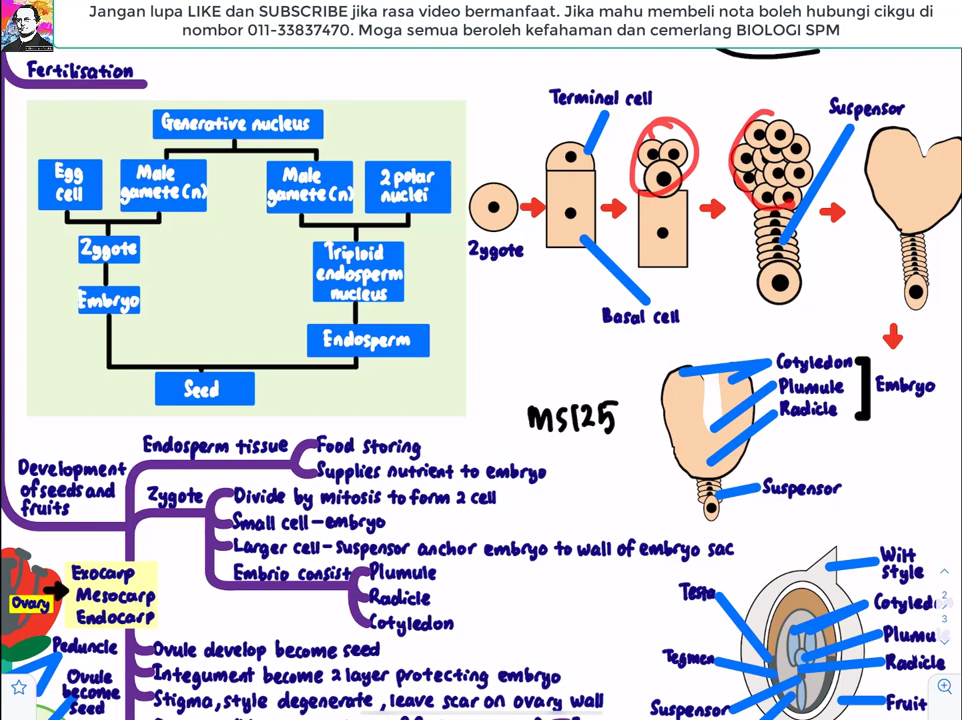 Jangan lupa LIKE dan SUBSCRIBE jika rasa video bermanfaat. Jika mahu membeli nota boleh hubungi cikgu di
nombor 011-33837470. Moga semua beroleh kefahaman dan cemerlang BIOLOGI SPM
Fertilisation
Generative nucleus
Egg
cell
Male
gamete(n)
Male
gamete(n)
2 polar
nuclei
Zygote
Triploid
endosperm
nucleus
Embryo
Endosperm
Seed
Terminal cell
Suspensor
Zygote
Basal cell
Cotyledon
Plumule
Radicle
Embryo
Suspensor
ms125
Development
of seeds and
fruits
Endosperm tissue
Food storing
Supplies nutrient to embryo
Zygote
Divide by mitosis to form 2 cell
Small cell-embryo
Larger cell-suspensor anchor embryo to wall of embryo sac
Embrio consist
Plumule
Radicle
Cotyledon
Ovary
Exocarp
Mesocarp
Endocarp
Peduncle
Ovule
become
seed
Ovule develop become seed
Integument become 2 layer protecting embryo
Stigma, style degenerate, leave scar on ovary wall
Wilt
style
Testa
Cotyled
Plumu
Tegmen
Radicle
Suspensor
Fruit
2
3